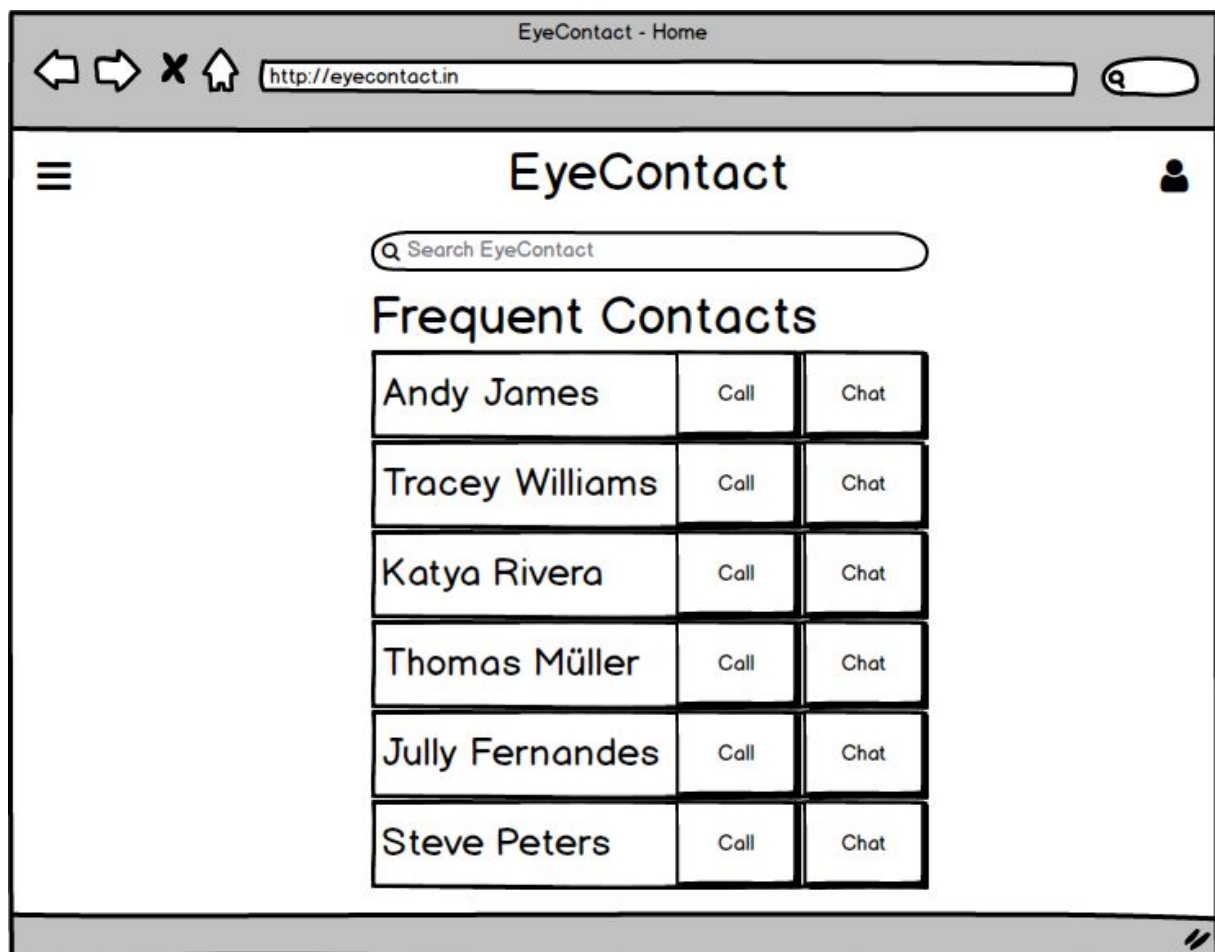 EyeContact - Home
http://eyecontact.in
EyeContact
Search EyeContact
Frequent Contacts
Andy James Call Chat
Tracey Williams Call Chat
Katya Rivera Call Chat
Thomas Müller Call Chat
Jully Fernandes Call Chat
Steve Peters Call Chat